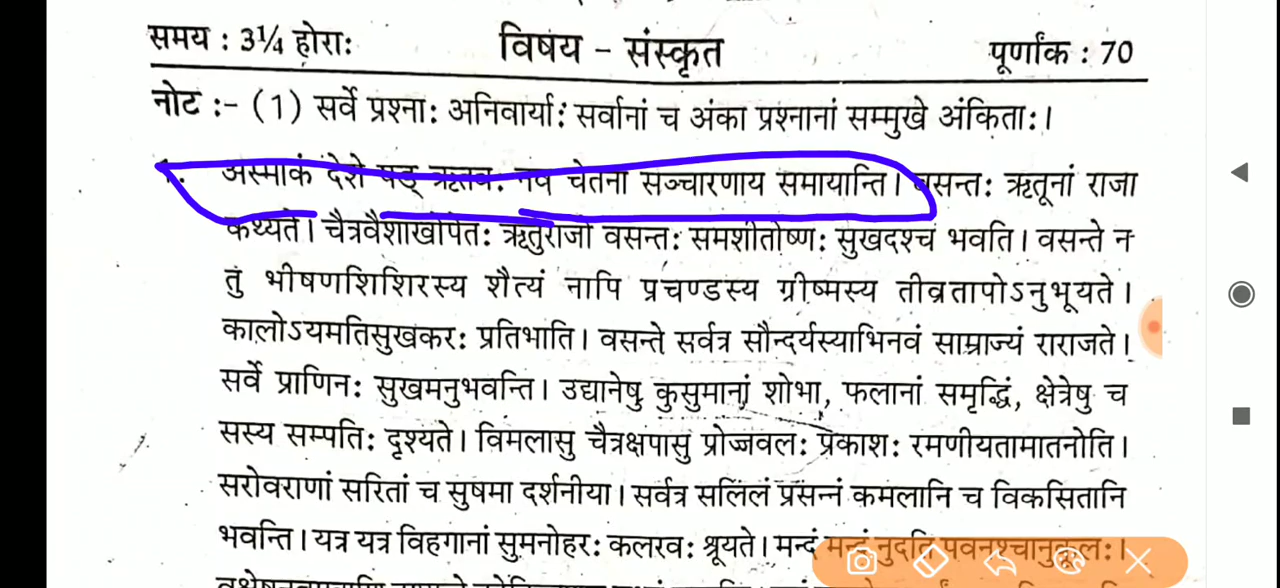 समय : 3¼ होराः विषय - संस्कृत पूर्णांक : 70
नोट :- (1) सर्वे प्रश्नाः अनिवार्याः सर्वानां च अंका प्रश्नानां सम्मुखे अंकिताः।
1. अस्माकं देशे षड् ऋतवः नव चेतना सञ्चारणाय समायान्ति। वसन्तः ऋतूनां राजा
कथ्यते। चैत्रवैशाखोपेतः ऋतुराजो वसन्तः समशीतोष्णः सुखदश्च भवति। वसन्ते न
तु भीषणशिशिरस्य शैत्यं नापि प्रचण्डस्य ग्रीष्मस्य तीव्रतापोऽनुभूयते।
कालोऽयमतिसुखकरः प्रतिभाति। वसन्ते सर्वत्र सौन्दर्यस्याभिनवं साम्राज्यं राराजते।
सर्वे प्राणिनः सुखमनुभवन्ति। उद्यानेषु कुसुमानां शोभा, फलानां समृद्धिं, क्षेत्रेषु च
सस्य सम्पतिः दृश्यते। विमलासु चैत्रक्षपासु प्रोज्जवलः प्रकाशः रमणीयतामातनोति।
सरोवराणां सरितां च सुषमा दर्शनीया। सर्वत्र सलिलं प्रसन्नं कमलानि च विकसितानि
भवन्ति। यत्र यत्र विहगानां सुमनोहरः कलरवः श्रूयते। मन्दं मन्दं नुदति पवनश्चानुकूलः।